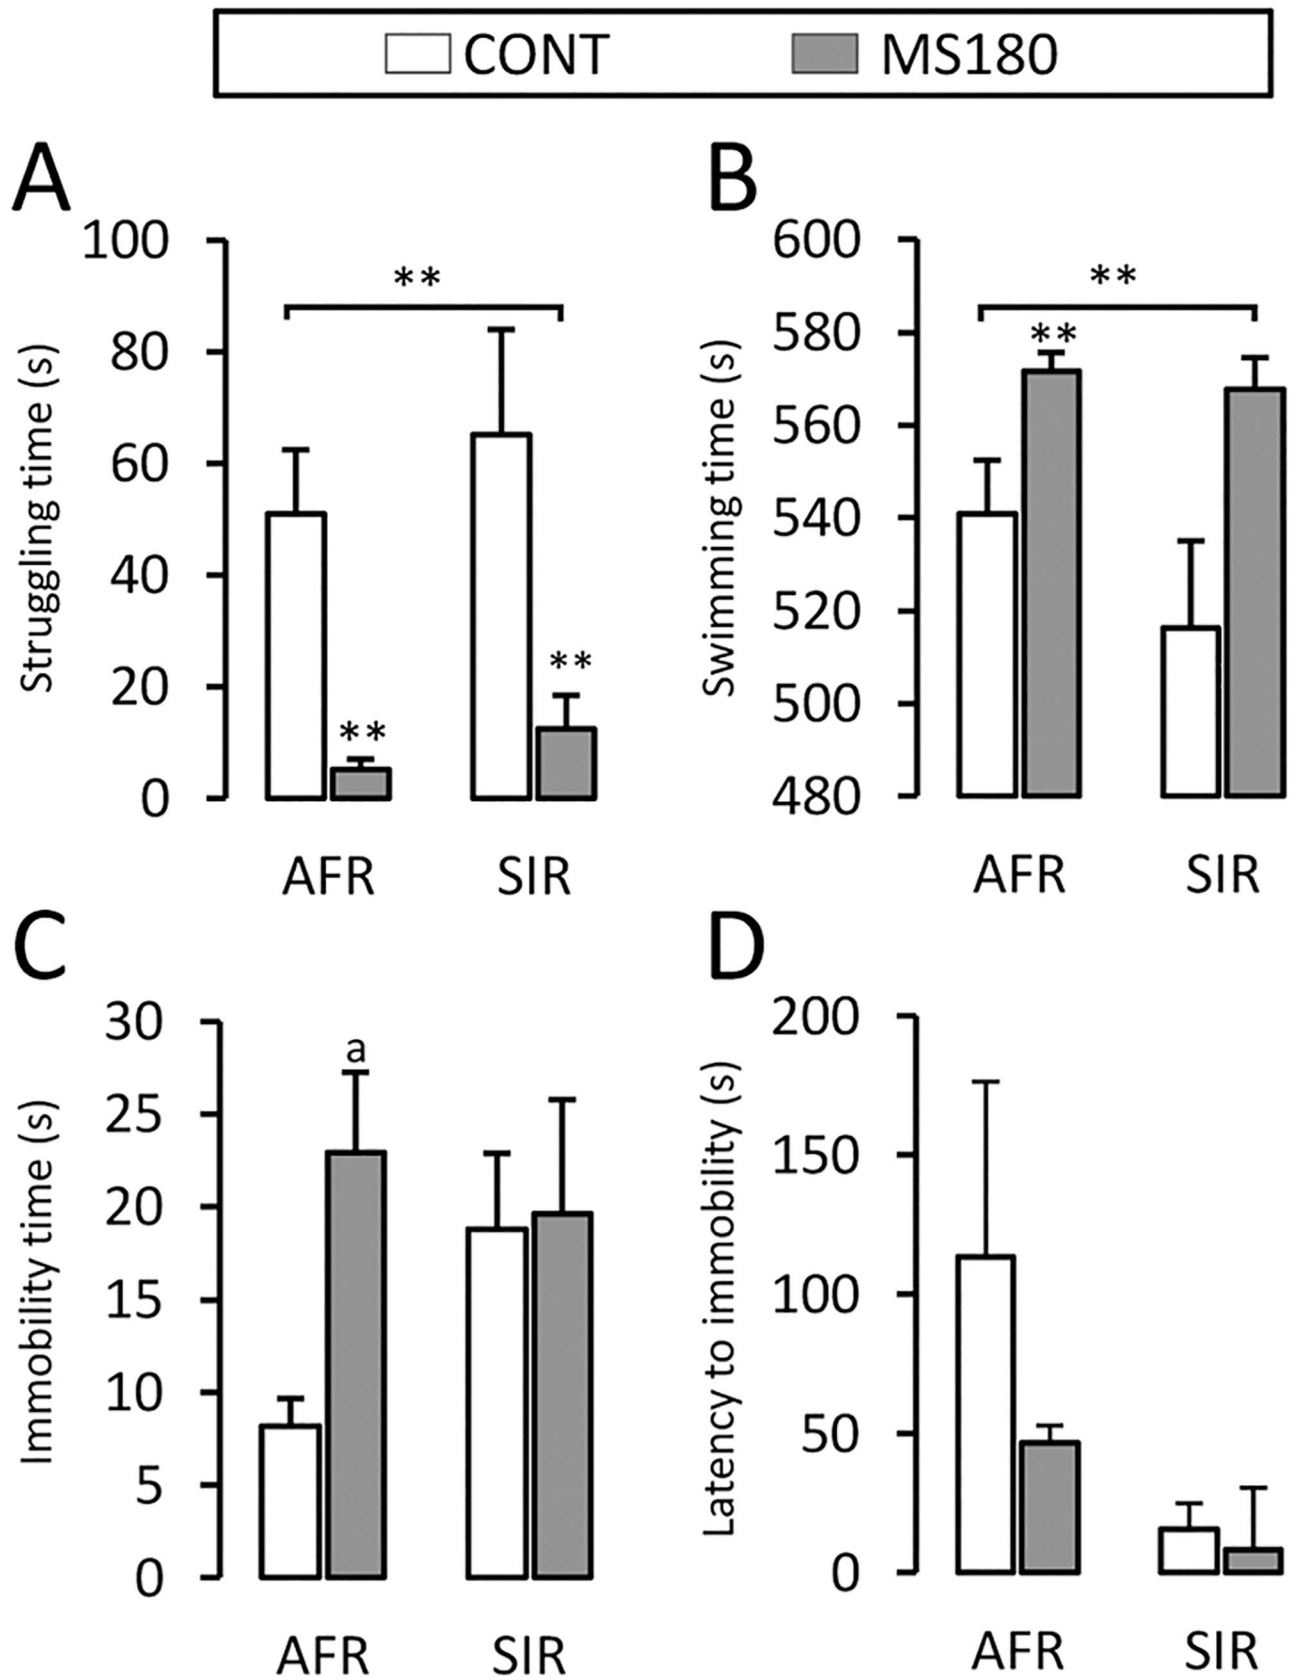 CONT MS180
A
100
80
60
40
20
0
Struggling time (s)
**
**
**
AFR SIR
B
600
580
560
540
520
500
480
Swimming time (s)
**
**
AFR SIR
C
30
25
20
15
10
5
0
Immobility time (s)
a
AFR SIR
D
200
150
100
50
0
Latency to immobility (s)
AFR SIR